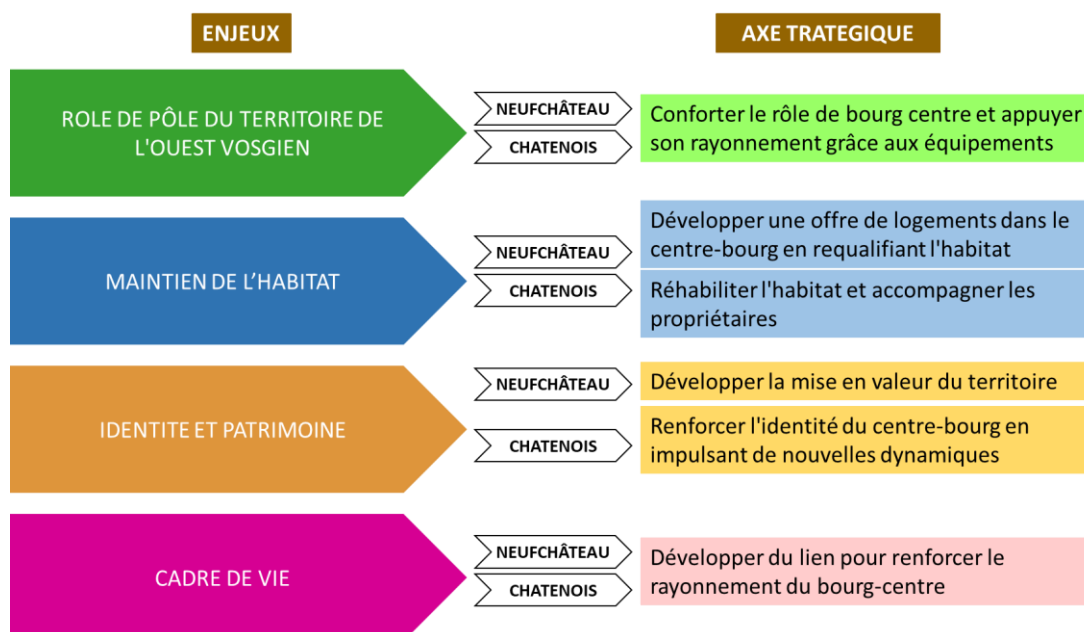 ENJEUX
AXE TRATEGIQUE
ROLE DE PÔLE DU TERRITOIRE DE
L'OUEST VOSGIEN
NEUFCHÂTEAU
CHATENOIS
Conforter le rôle de bourg centre et appuyer
son rayonnement grâce aux équipements
MAINTIEN DE L’HABITAT
NEUFCHÂTEAU
CHATENOIS
Développer une offre de logements dans le
centre-bourg en requalifiant l'habitat
Réhabiliter l'habitat et accompagner les
propriétaires
IDENTITE ET PATRIMOINE
NEUFCHÂTEAU
Développer la mise en valeur du territoire
CHATENOIS
Renforcer l'identité du centre-bourg en
impulsant de nouvelles dynamiques
CADRE DE VIE
NEUFCHÂTEAU
CHATENOIS
Développer du lien pour renforcer le
rayonnement du bourg-centre